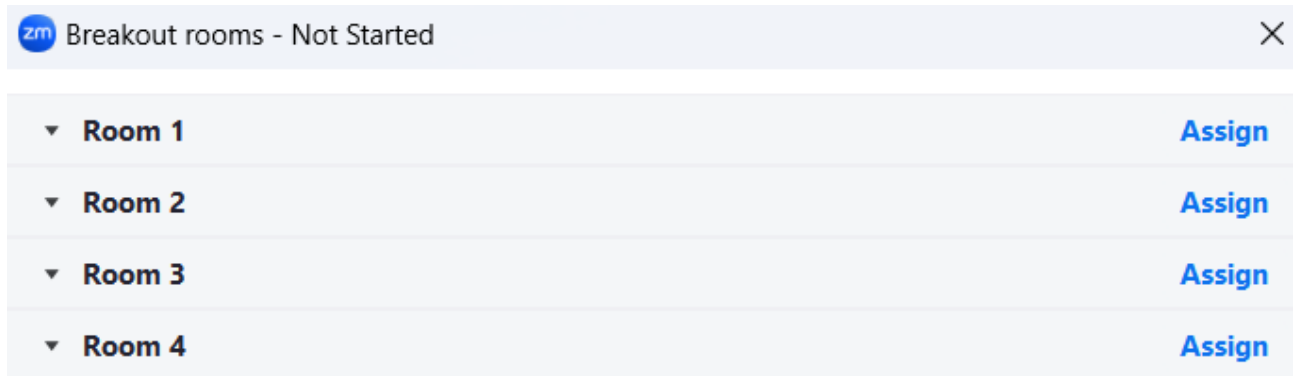 zm Breakout rooms - Not Started
Room 1 Assign
Room 2 Assign
Room 3 Assign
Room 4 Assign